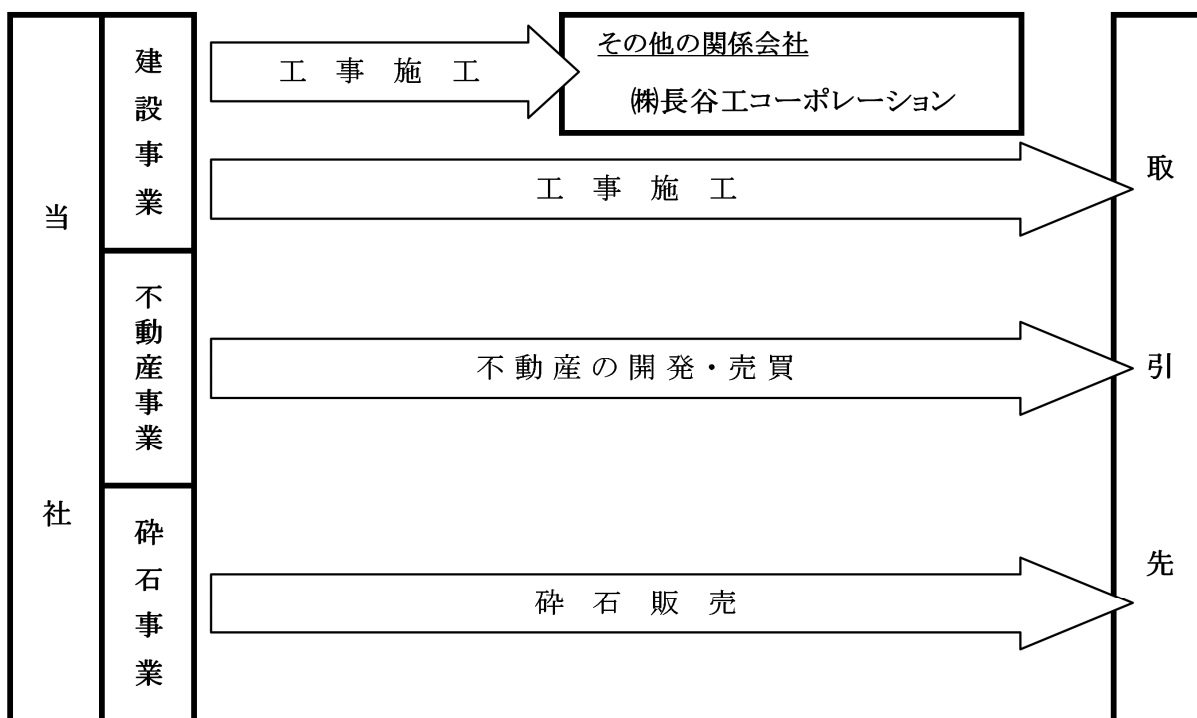 当社
建設事業
工事施工
その他の関係会社
㈱長谷工コーポレーション
工事施工
不動産事業
不動産の開発・売買
砕石事業
砕石販売
取引先